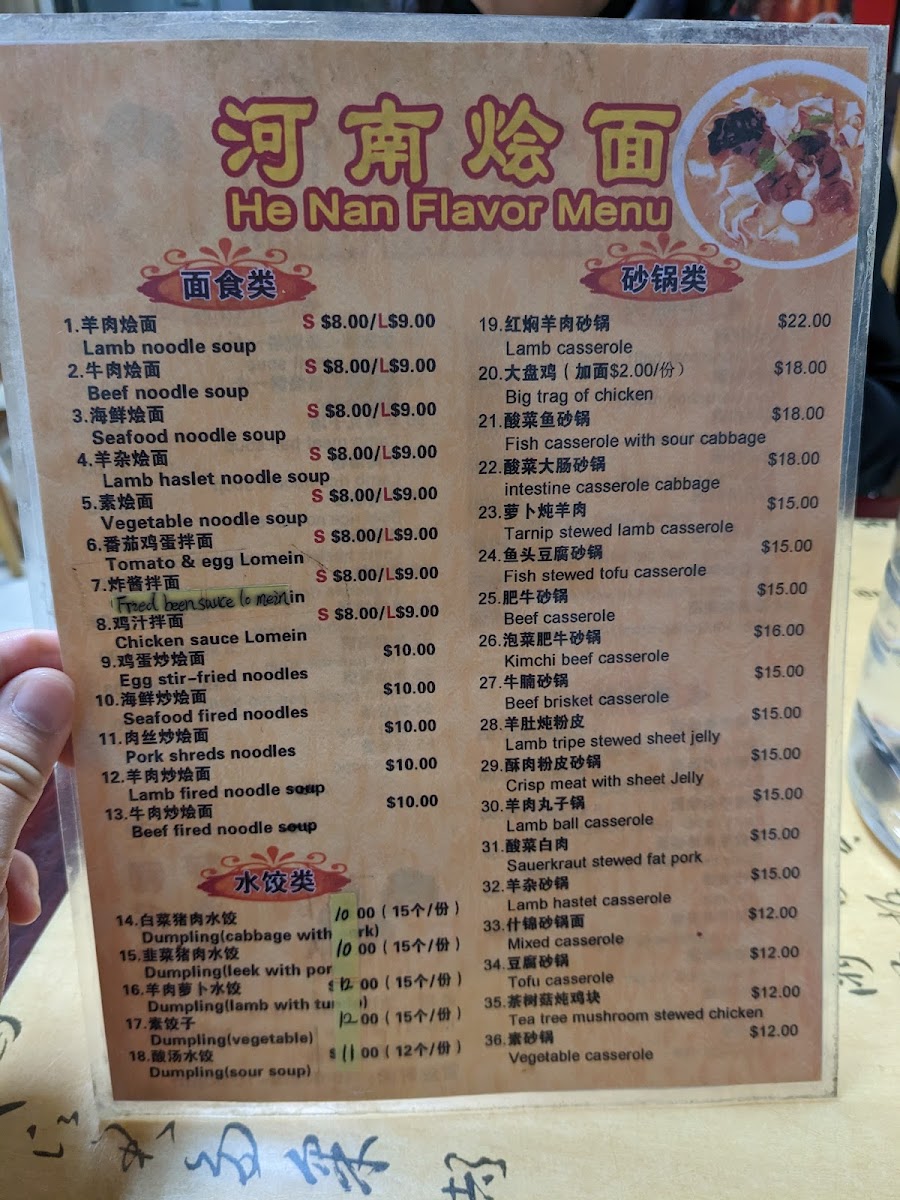 河南烩面
He Nan Flavor Menu
面食类
1.羊肉烩面 S $8.00/L$9.00
Lamb noodle soup
2.牛肉烩面 S $8.00/L$9.00
Beef noodle soup
3.海鲜烩面 S $8.00/L$9.00
Seafood noodle soup
4.羊杂烩面 S $8.00/L$9.00
Lamb haslet noodle soup
5.素烩面 S $8.00/L$9.00
Vegetable noodle soup
6.番茄鸡蛋拌面 S $8.00/L$9.00
Tomato & egg Lomein
7.炸酱拌面 S $8.00/L$9.00
Fried been sauce lo mein in
8.鸡汁拌面 S $8.00/L$9.00
Chicken sauce Lomein
9.鸡蛋炒烩面 $10.00
Egg stir-fried noodles
10.海鲜炒烩面 $10.00
Seafood fired noodles
11.肉丝炒烩面 $10.00
Pork shreds noodles
12.羊肉炒烩面 $10.00
Lamb fired noodle soup
13.牛肉炒烩面 $10.00
Beef fired noodle soup
水饺类
14.白菜猪肉水饺 10 00（15个/份）
Dumpling(cabbage with rk)
15.韭菜猪肉水饺 10 00（15个/份）
Dumpling(leek with por
16.羊肉萝卜水饺 $12 00（15个/份）
Dumpling(lamb with tu )
17.素饺子 12 00（15个/份）
Dumpling(vegetable)
18.酸汤水饺 $11 00（12个/份）
Dumpling(sour soup)
砂锅类
19.红焖羊肉砂锅 $22.00
Lamb casserole
20.大盘鸡（加面$2.00/份） $18.00
Big trag of chicken
21.酸菜鱼砂锅 $18.00
Fish casserole with sour cabbage
22.酸菜大肠砂锅 $18.00
intestine casserole cabbage
23.萝卜炖羊肉 $15.00
Tarnip stewed lamb casserole
24.鱼头豆腐砂锅 $15.00
Fish stewed tofu casserole
25.肥牛砂锅 $15.00
Beef casserole
26.泡菜肥牛砂锅 $16.00
Kimchi beef casserole
27.牛腩砂锅 $15.00
Beef brisket casserole
28.羊肚炖粉皮 $15.00
Lamb tripe stewed sheet jelly
29.酥肉粉皮砂锅 $15.00
Crisp meat with sheet Jelly
30.羊肉丸子锅 $15.00
Lamb ball casserole
31.酸菜白肉 $15.00
Sauerkraut stewed fat pork
32.羊杂砂锅 $15.00
Lamb hastet casserole
33.什锦砂锅面 $12.00
Mixed casserole
34.豆腐砂锅 $12.00
Tofu casserole
35.茶树菇炖鸡块 $12.00
Tea tree mushroom stewed chicken
36.素砂锅 $12.00
Vegetable casserole